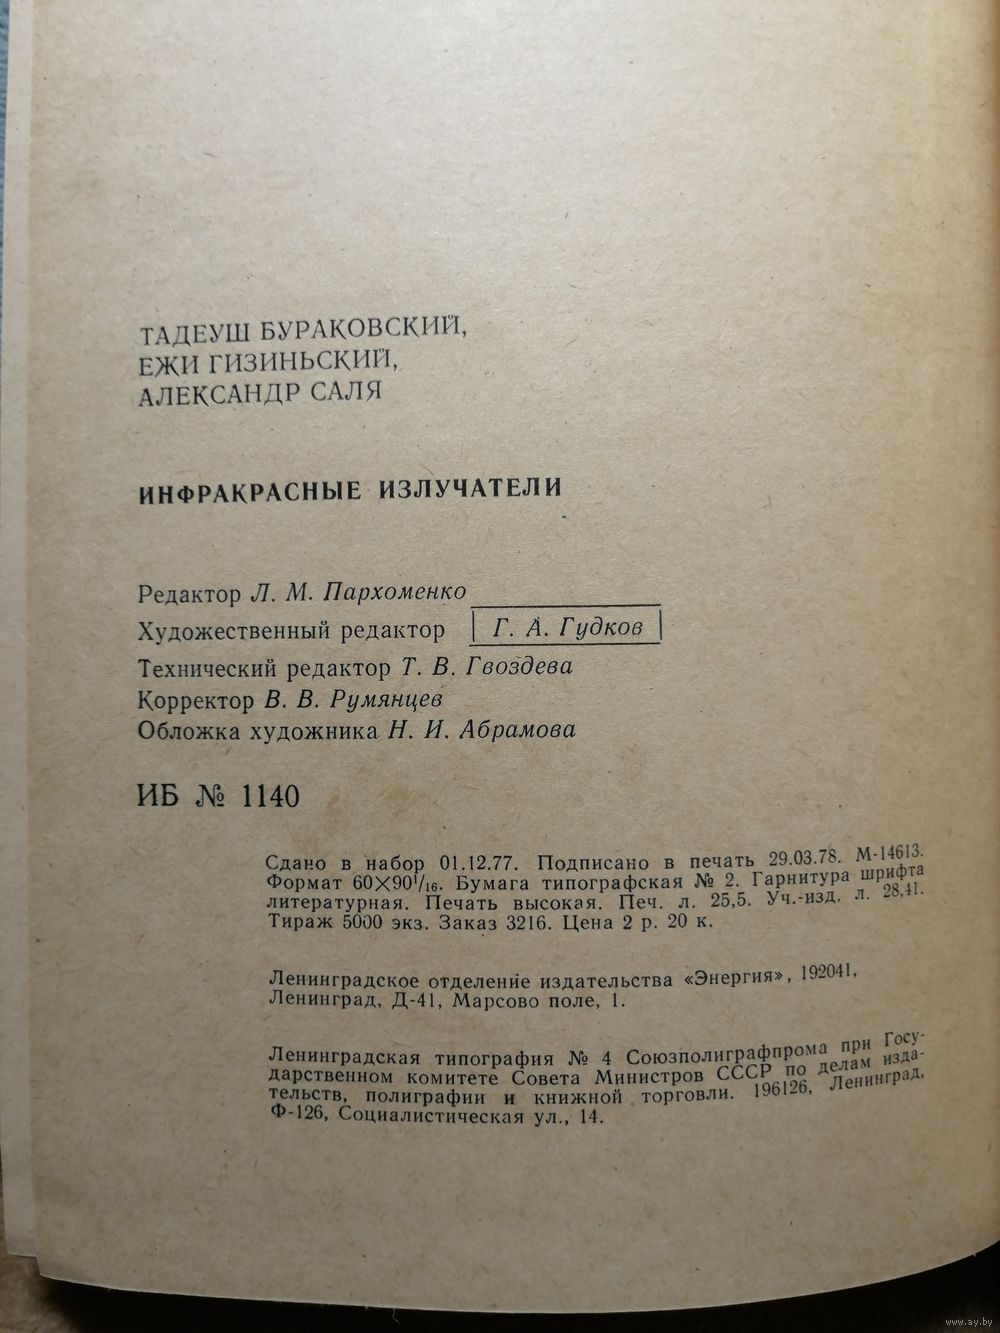 ТАДЕУШ БУРАКОВСКИЙ,
ЕЖИ ГИЗИНЬСКИЙ,
АЛЕКСАНДР САЛЯ
ИНФРАКРАСНЫЕ ИЗЛУЧАТЕЛИ
Редактор Л. М. Пархоменко
Художественный редактор Г. А. Гудков
Технический редактор Т. В. Гвоздева
Корректор В. В. Румянцев
Обложка художника Н. И. Абрамова
ИБ № 1140
Сдано в набор 01.12.77. Подписано в печать 29.03.78. М-14613.
Формат 60×90¹/₁₆. Бумага типографская № 2. Гарнитура шрифта
литературная. Печать высокая. Печ. л. 25,5. Уч.-изд. л. 28,41.
Тираж 5000 экз. Заказ 3216. Цена 2 р. 20 к.
Ленинградское отделение издательства «Энергия», 192041,
Ленинград, Д-41, Марсово поле, 1.
Ленинградская типография № 4 Союзполиграфпрома при Госу-
дарственном комитете Совета Министров СССР по делам изда-
тельств, полиграфии и книжной торговли. 196126, Ленинград,
Ф-126, Социалистическая ул., 14.
www.ay.by